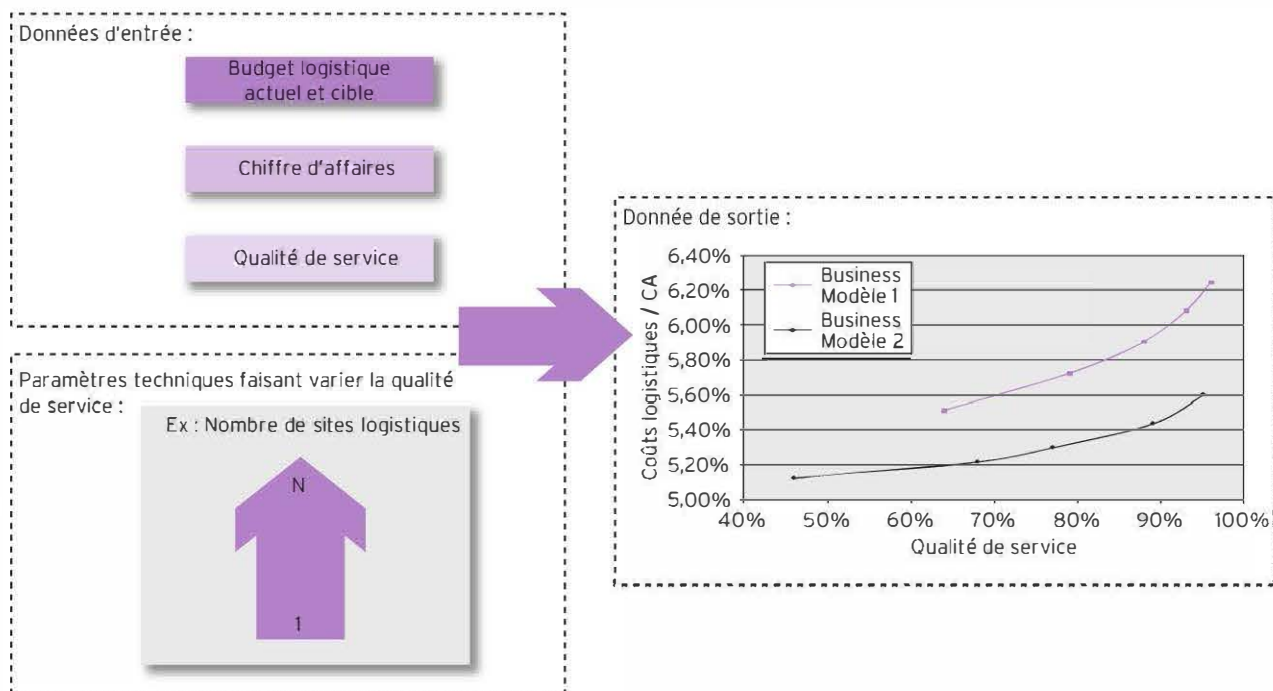 Données d'entrée :
Budget logistique
actuel et cible
Chiffre d'affaires
Qualité de service
Paramètres techniques faisant varier la qualité
de service :
Ex : Nombre de sites logistiques
N
1
Donnée de sortie :
Coûts logistiques / CA
6,40%
6,20%
6,00%
5,80%
5,60%
5,40%
5,20%
5,00%
Business
Modèle 1
Business
Modèle 2
40% 50% 60% 70% 80% 90% 100%
Qualité de service